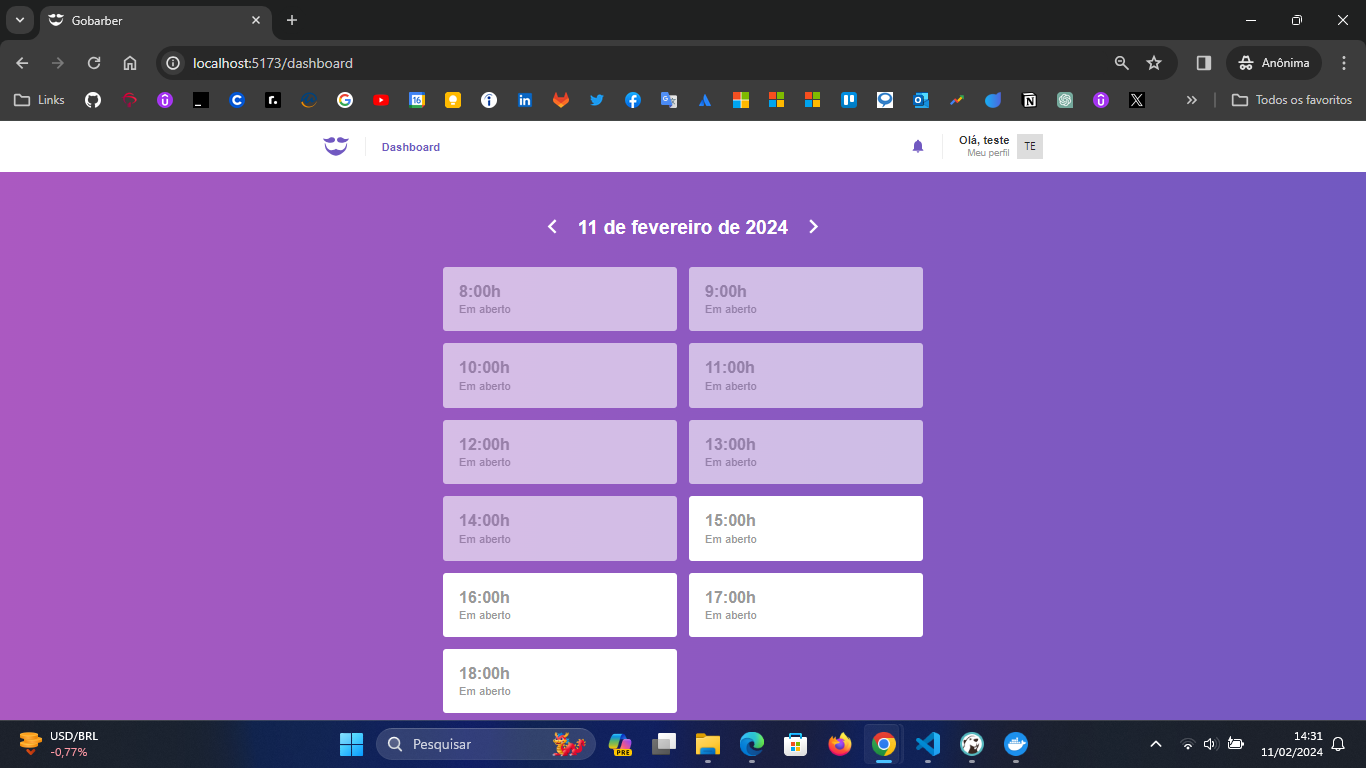 Gobarber
localhost:5173/dashboard
Anônima
Links
16
Todos os favoritos
Dashboard
Olá, teste
Meu perfil
TE
11 de fevereiro de 2024
8:00h
Em aberto
9:00h
Em aberto
10:00h
Em aberto
11:00h
Em aberto
12:00h
Em aberto
13:00h
Em aberto
14:00h
Em aberto
15:00h
Em aberto
16:00h
Em aberto
17:00h
Em aberto
18:00h
Em aberto
USD/BRL
-0,77%
Pesquisar
PRE
14:31
11/02/2024